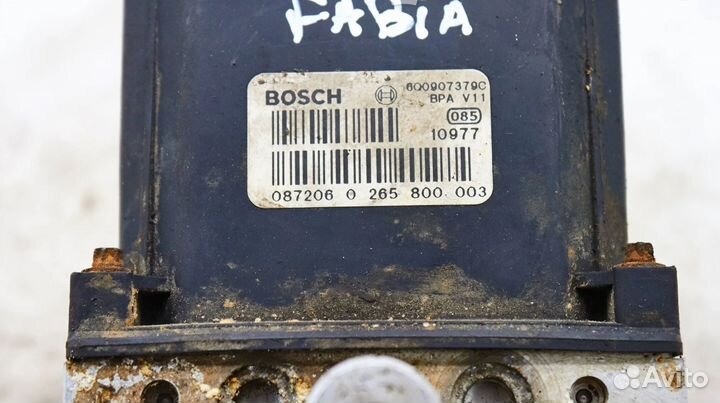 FABIA
BOSCH
6Q0907379C
BPA V11
085
10977
087206 0 265 800 003
Avito